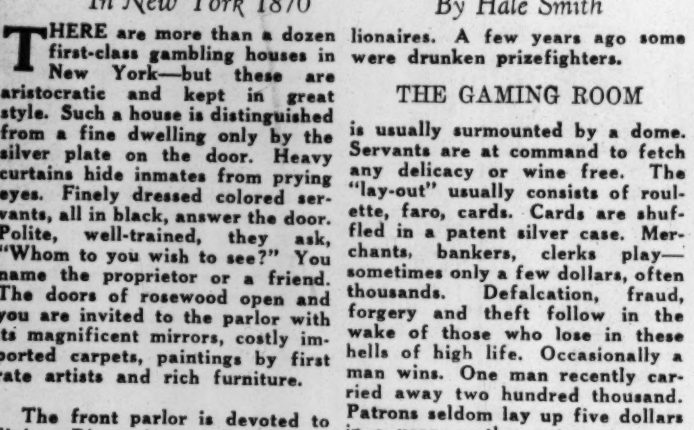 In New York 1870
THERE are more than a dozen
first-class gambling houses in
New York—but these are
aristocratic and kept in great
style. Such a house is distinguished
from a fine dwelling only by the
silver plate on the door. Heavy
curtains hide inmates from prying
eyes. Finely dressed colored ser-
vants, all in black, answer the door.
Polite, well-trained, they ask,
"Whom to you wish to see?" You
name the proprietor or a friend.
The doors of rosewood open and
you are invited to the parlor with
its magnificent mirrors, costly im-
ported carpets, paintings by first
rate artists and rich furniture.
The front parlor is devoted to
By Hale Smith
lionaires. A few years ago some
were drunken prizefighters.
THE GAMING ROOM
is usually surmounted by a dome.
Servants are at command to fetch
any delicacy or wine free. The
"lay-out" usually consists of roul-
ette, faro, cards. Cards are shuf-
fled in a patent silver case. Mer-
chants, bankers, clerks play—
sometimes only a few dollars, often
thousands. Defalcation, fraud,
forgery and theft follow in the
wake of those who lose in these
hells of high life. Occasionally a
man wins. One man recently car-
ried away two hundred thousand.
Patrons seldom lay up five dollars